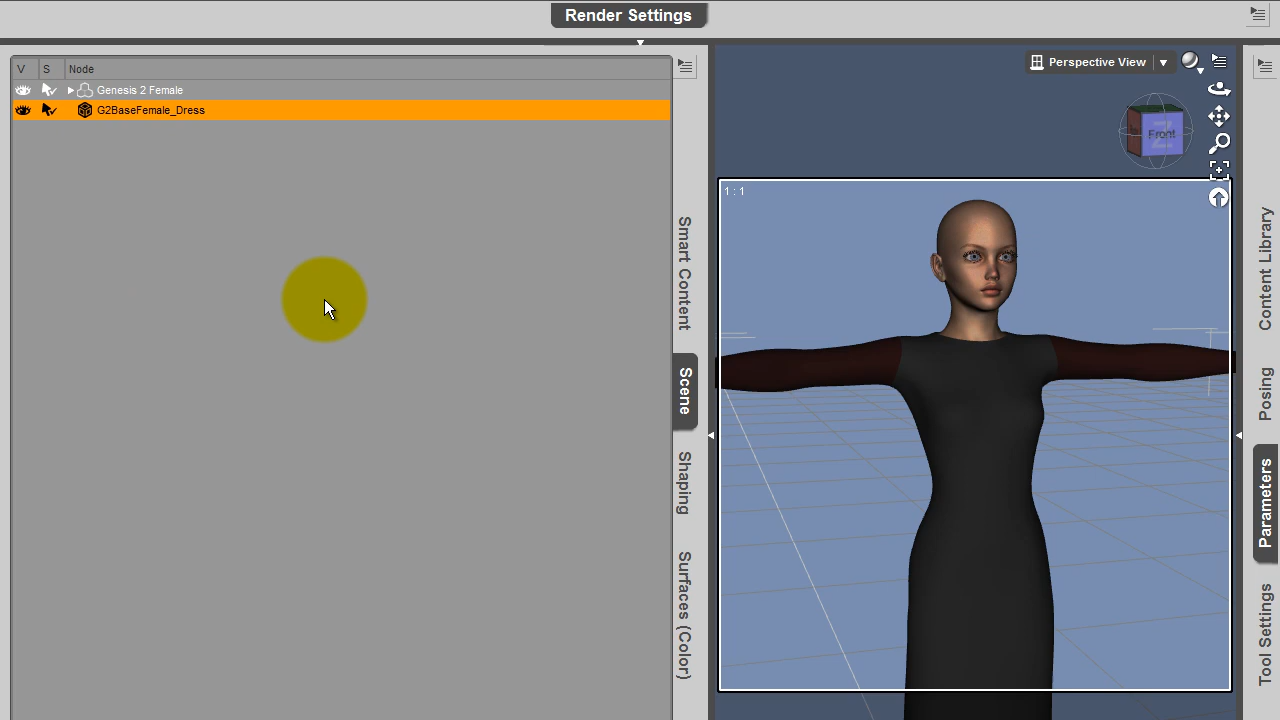 Render Settings
V S Node
Genesis 2 Female
G2BaseFemale_Dress
Smart Content
Scene
Shaping
Surfaces (Color)
Perspective View
Front
1 : 1
Content Library
Posing
Parameters
Tool Settings